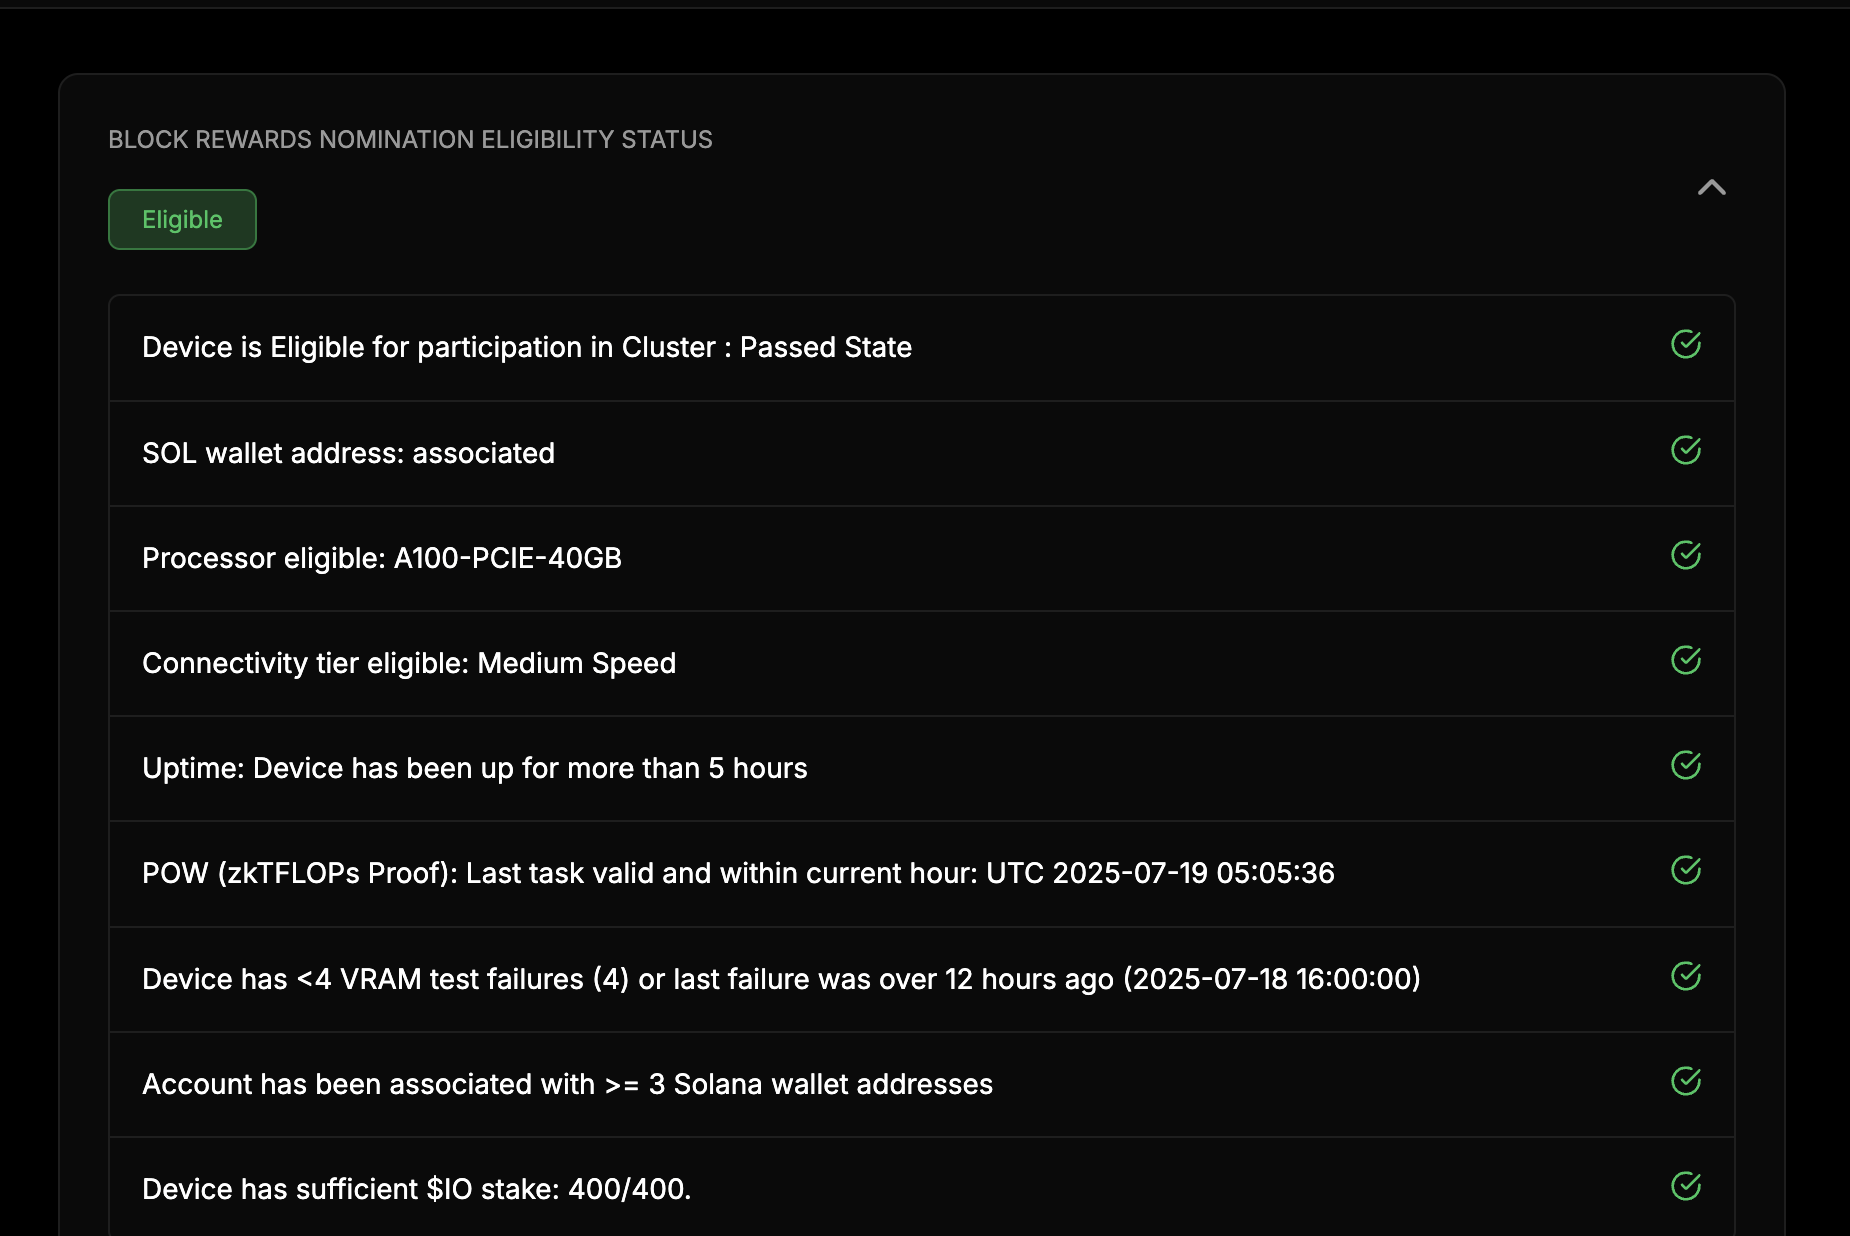 BLOCK REWARDS NOMINATION ELIGIBILITY STATUS
Eligible
Device is Eligible for participation in Cluster : Passed State
SOL wallet address: associated
Processor eligible: A100-PCIE-40GB
Connectivity tier eligible: Medium Speed
Uptime: Device has been up for more than 5 hours
POW (zkTFLOPs Proof): Last task valid and within current hour: UTC 2025-07-19 05:05:36
Device has <4 VRAM test failures (4) or last failure was over 12 hours ago (2025-07-18 16:00:00)
Account has been associated with >= 3 Solana wallet addresses
Device has sufficient $IO stake: 400/400.